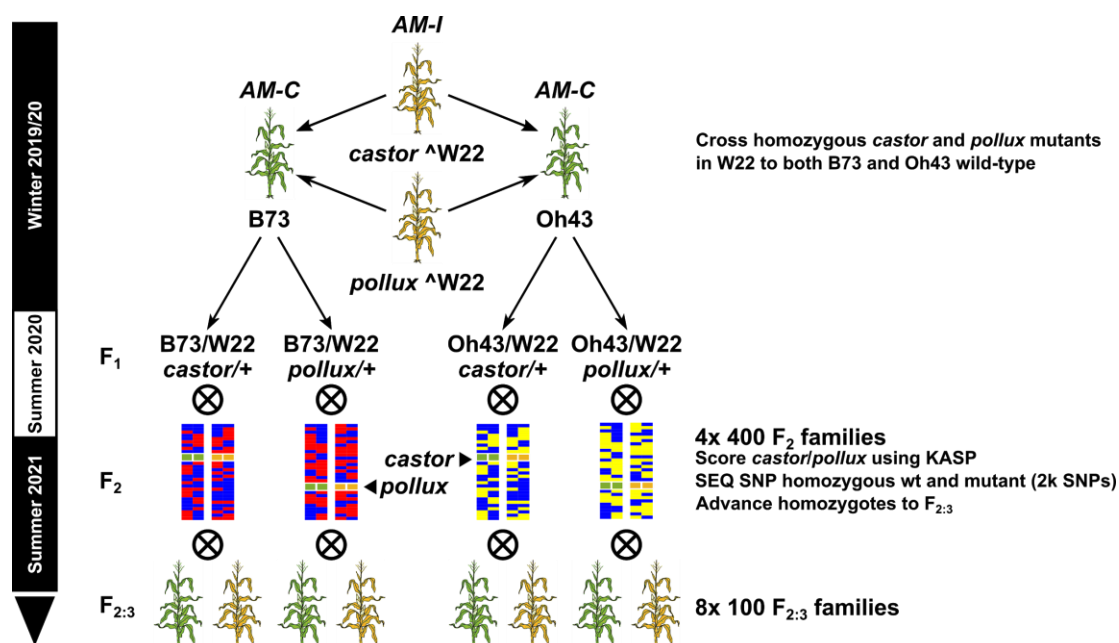 Winter 2019/20
Summer 2020
Summer 2021
AM-I
AM-C
AM-C
castor ^W22
B73
Oh43
pollux ^W22
Cross homozygous castor and pollux mutants
in W22 to both B73 and Oh43 wild-type
F1
B73/W22
castor/+
B73/W22
pollux/+
Oh43/W22
castor/+
Oh43/W22
pollux/+
F2
castor
pollux
4x 400 F2 families
Score castor/pollux using KASP
SEQ SNP homozygous wt and mutant (2k SNPs)
Advance homozygotes to F2:3
F2:3
8x 100 F2:3 families